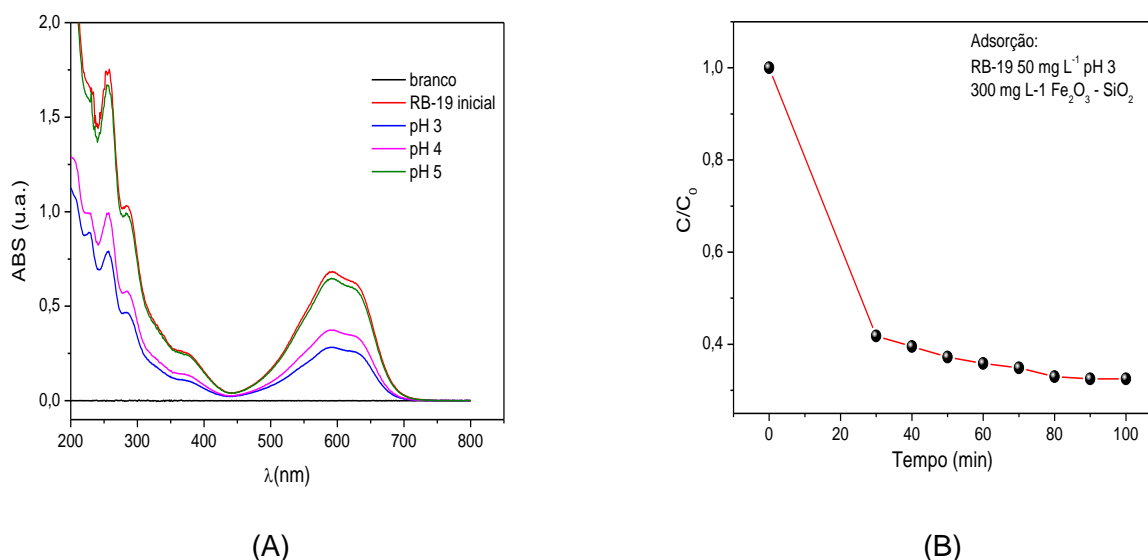 2,0
1,5
1,0
0,5
0,0
ABS (u.a.)
branco
RB-19 inicial
pH 3
pH 4
pH 5
200 300 400 500 600 700 800
λ(nm)
(A)
1,0
0,8
0,6
0,4
C/C₀
Adsorção:
RB-19 50 mg L⁻¹ pH 3
300 mg L-1 Fe₂O₃ - SiO₂
0 20 40 60 80 100
Tempo (min)
(B)